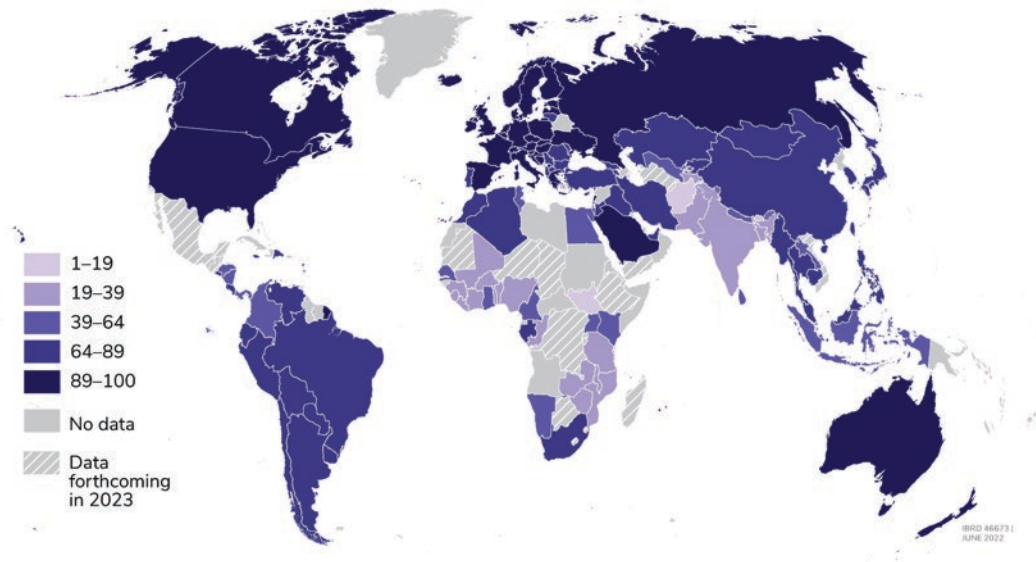 1–19
19–39
39–64
64–89
89–100
No data
Data
forthcoming
in 2023
IBRD 46673 |
JUNE 2022